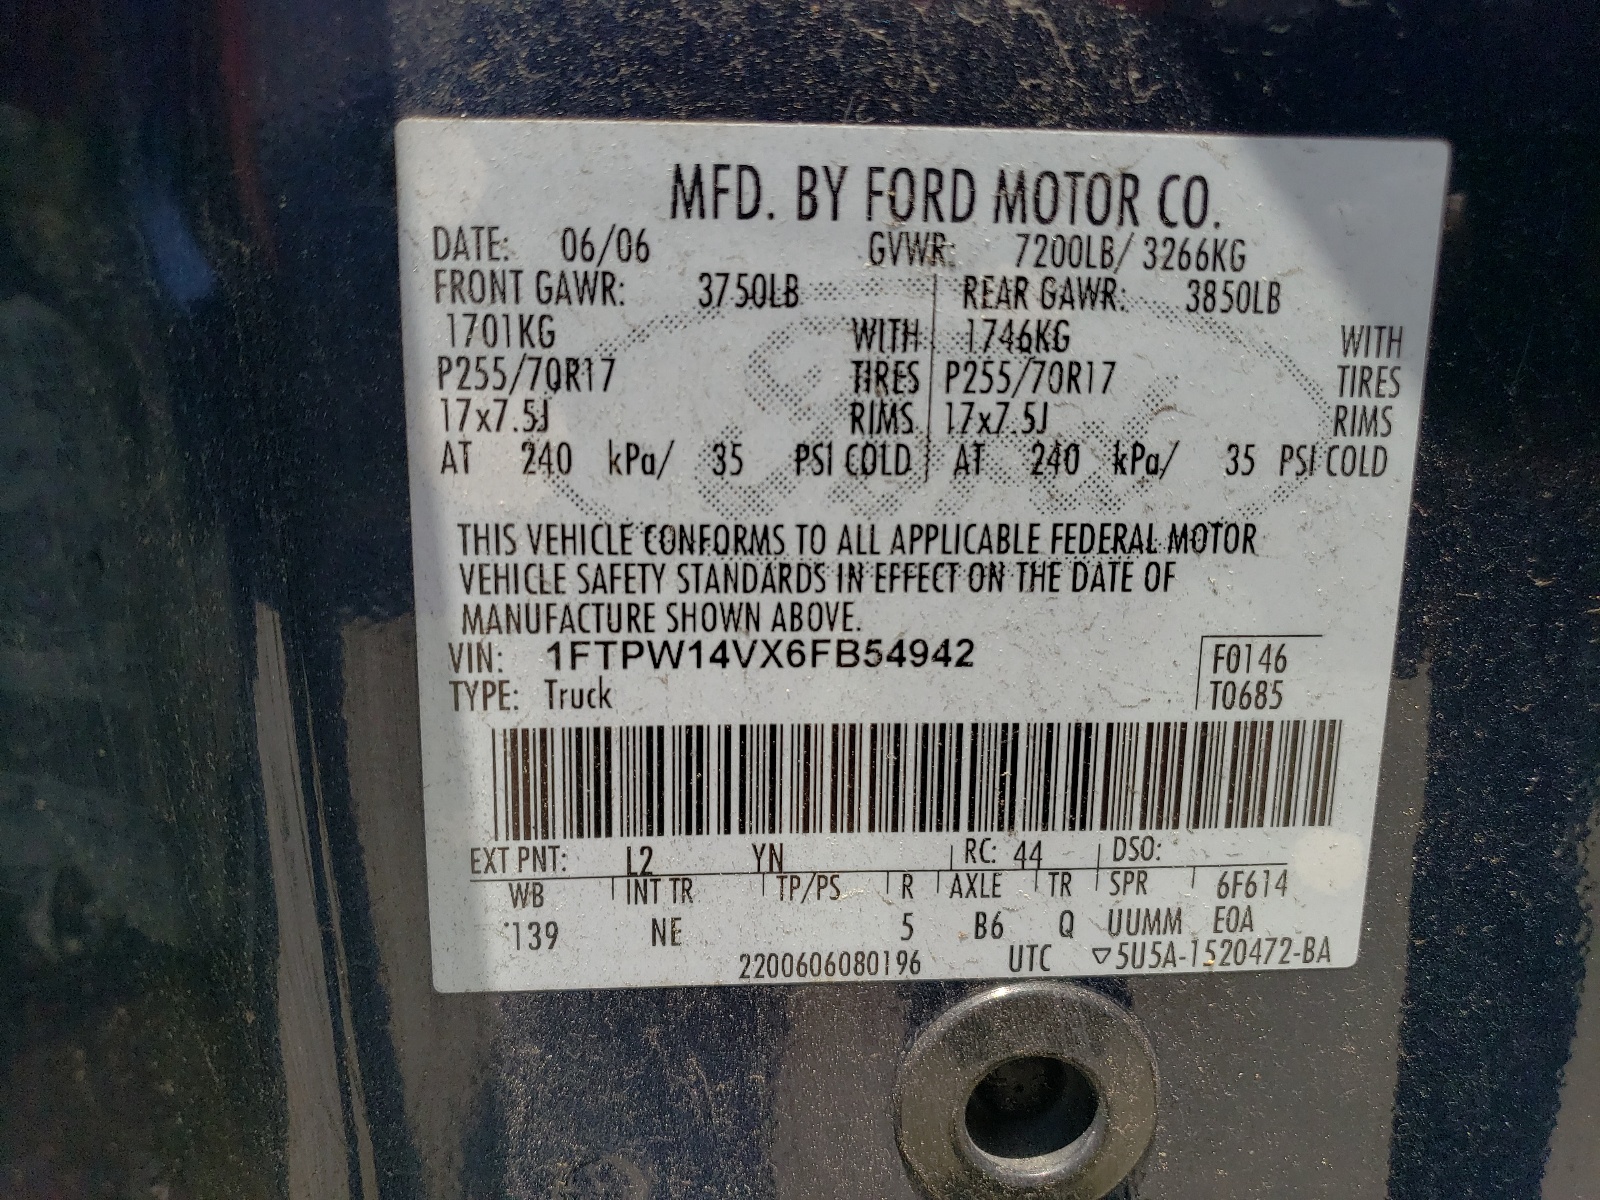 MFD. BY FORD MOTOR CO.
DATE: 06/06 GVWR: 7200LB/ 3266KG
FRONT GAWR: 3750LB REAR GAWR: 3850LB
1701KG WITH 1746KG WITH
P255/70R17 TIRES P255/70R17 TIRES
17x7.5J RIMS 17x7.5J RIMS
AT 240 kPa/ 35 PSI COLD AT 240 kPa/ 35 PSI COLD
THIS VEHICLE CONFORMS TO ALL APPLICABLE FEDERAL MOTOR
VEHICLE SAFETY STANDARDS IN EFFECT ON THE DATE OF
MANUFACTURE SHOWN ABOVE.
VIN: 1FTPW14VX6FB54942 F0146
TYPE: Truck T0685
EXT PNT: L2 YN RC: 44 DSO:
WB INT TR TP/PS R AXLE TR SPR 6F614
139 NE 5 B6 Q UUMM E0A
2200606080196 UTC ▽5U5A-1520472-BA